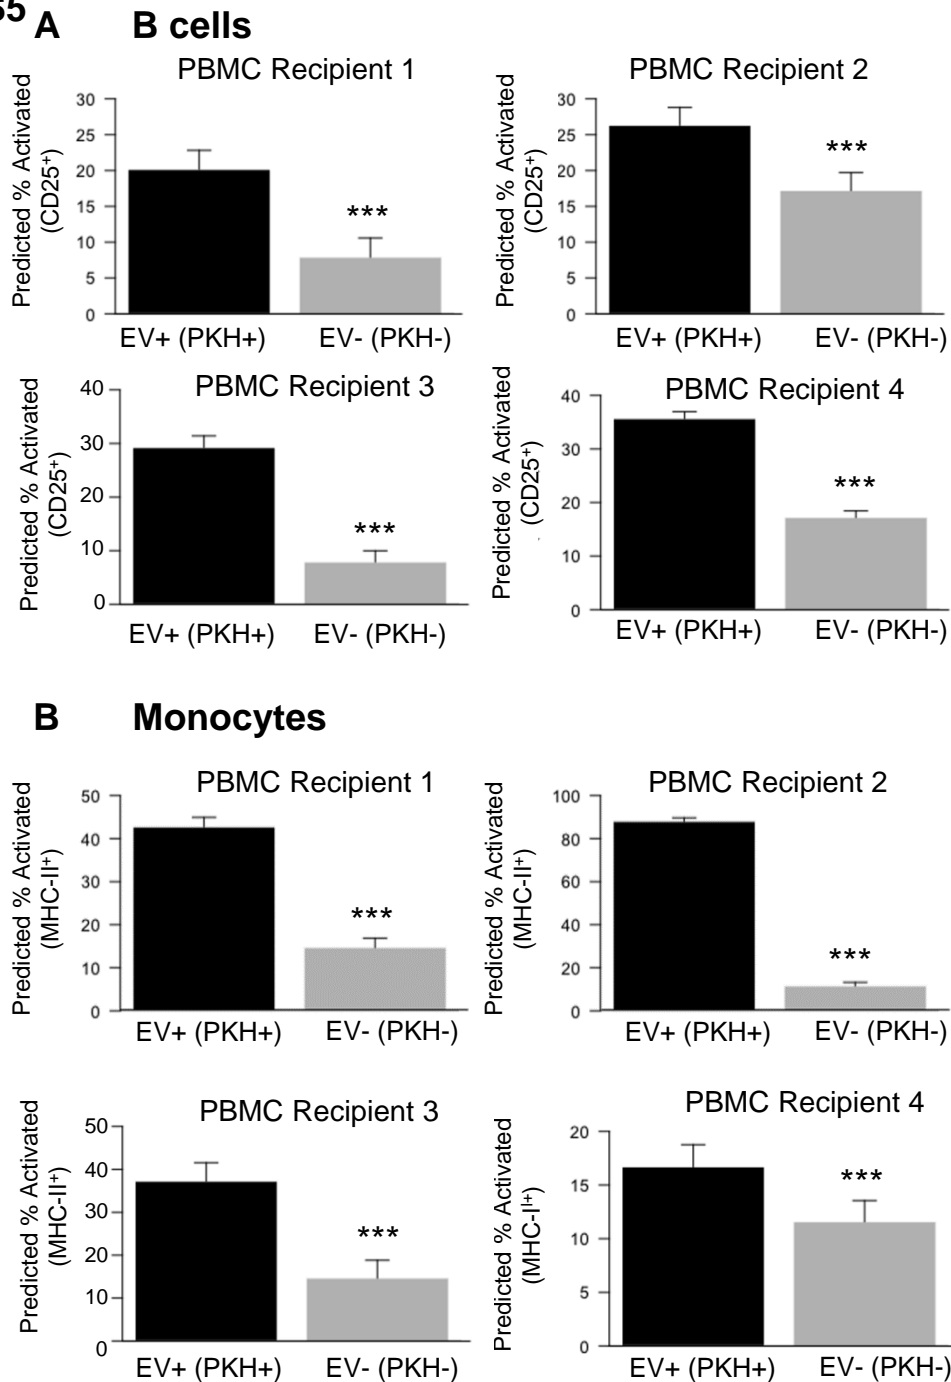 55
A B cells
PBMC Recipient 1
Predicted % Activated
(CD25+)
30
25
20
15
10
5
0
***
EV+ (PKH+) EV- (PKH-)
PBMC Recipient 2
Predicted % Activated
(CD25+)
30
25
20
15
10
5
0
***
EV+ (PKH+) EV- (PKH-)
PBMC Recipient 3
Predicted % Activated
(CD25+)
40
30
20
10
0
***
EV+ (PKH+) EV- (PKH-)
PBMC Recipient 4
Predicted % Activated
(CD25+)
40
30
20
10
0
***
EV+ (PKH+) EV- (PKH-)
B Monocytes
PBMC Recipient 1
Predicted % Activated
(MHC-II+)
50
40
30
20
10
0
***
EV+ (PKH+) EV- (PKH-)
PBMC Recipient 2
Predicted % Activated
(MHC-II+)
100
80
60
40
20
0
***
EV+ (PKH+) EV- (PKH-)
PBMC Recipient 3
Predicted % Activated
(MHC-II+)
50
40
30
20
10
0
***
EV+ (PKH+) EV- (PKH-)
PBMC Recipient 4
Predicted % Activated
(MHC-II+)
20
15
10
5
0
***
EV+ (PKH+) EV- (PKH-)